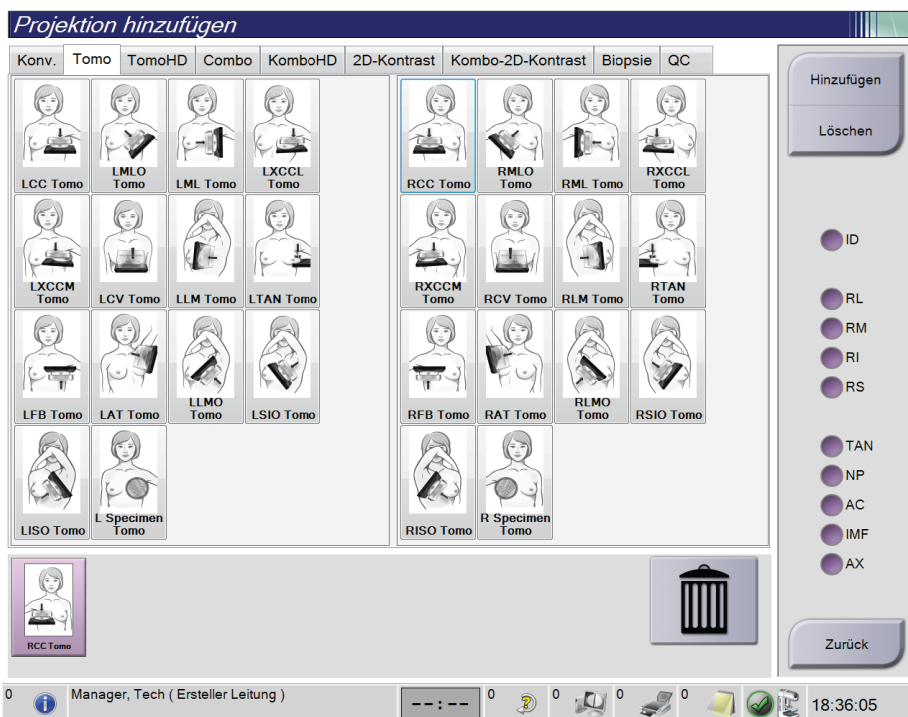 Projektion hinzufügen
Konv. Tomo TomoHD Combo KomboHD 2D-Kontrast Kombo-2D-Kontrast Biopsie QC
LCC Tomo
LMLO
Tomo
LML Tomo
LXCCL
Tomo
LXCCM
Tomo
LCV Tomo
LLM Tomo
LTAN Tomo
LFB Tomo
LAT Tomo
LLMO
Tomo
LSIO Tomo
LISO Tomo
L Specimen
Tomo
RCC Tomo
RMLO
Tomo
RML Tomo
RXCCL
Tomo
RXCCM
Tomo
RCV Tomo
RLM Tomo
RTAN
Tomo
RFB Tomo
RAT Tomo
RLMO
Tomo
RSIO Tomo
RISO Tomo
R Specimen
Tomo
RCC Tomo
Hinzufügen
Löschen
ID
RL
RM
RI
RS
TAN
NP
AC
IMF
AX
Zurück
0 Manager, Tech ( Ersteller Leitung ) --:-- 0 0 0 0 18:36:05